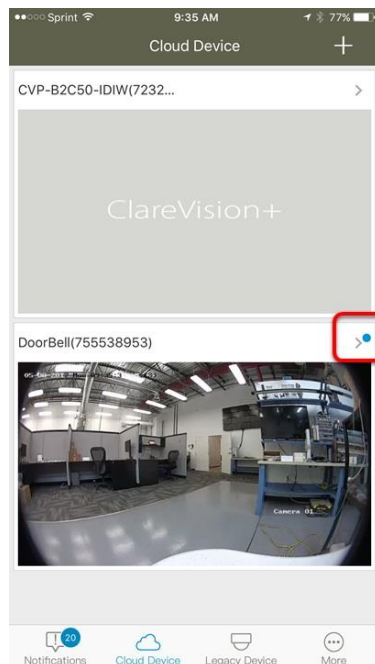 Sprint 9:35 AM 77%
Cloud Device
CVP-B2C50-IDIW(7232...
ClareVision+
DoorBell(755538953)
Camera 01
20
Notifications Cloud Device Legacy Device More